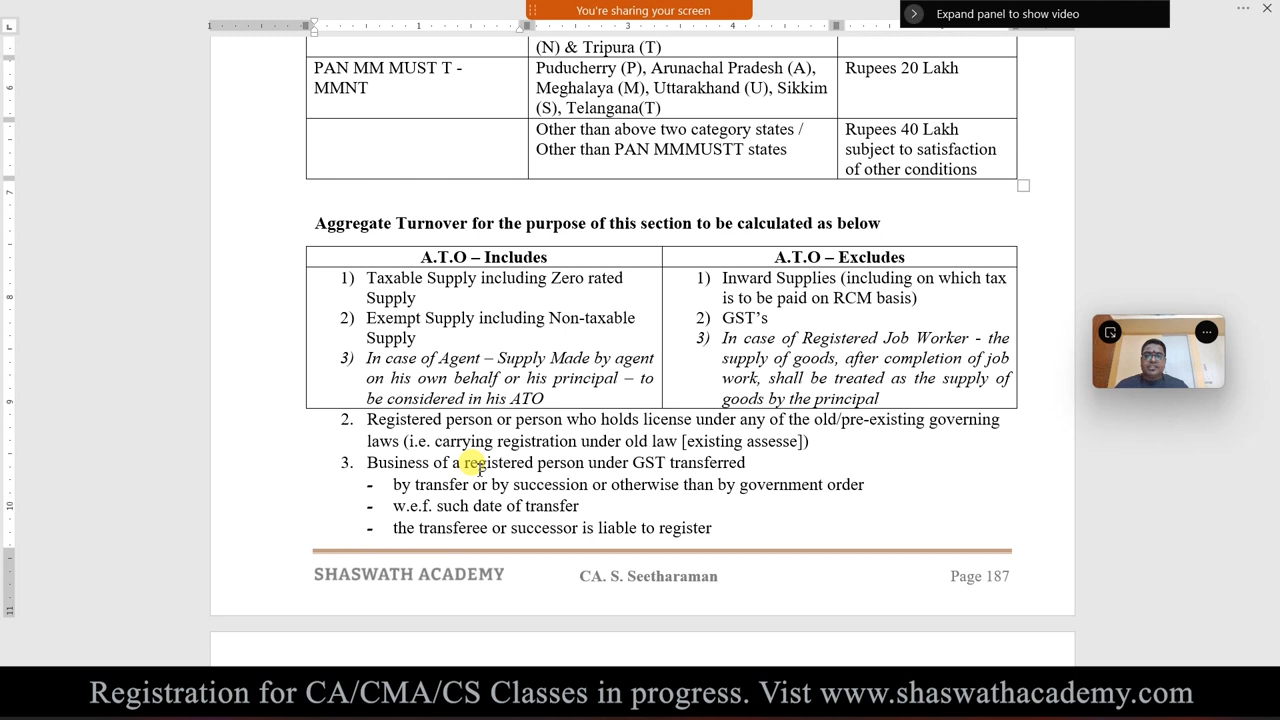 You're sharing your screen
Expand panel to show video
(N) & Tripura (T)
PAN MM MUST T -
MMNT
Puducherry (P), Arunachal Pradesh (A),
Meghalaya (M), Uttarakhand (U), Sikkim
(S), Telangana(T)
Rupees 20 Lakh
Other than above two category states /
Other than PAN MMMUSTT states
Rupees 40 Lakh
subject to satisfaction
of other conditions
Aggregate Turnover for the purpose of this section to be calculated as below
A.T.O – Includes
1) Taxable Supply including Zero rated
Supply
2) Exempt Supply including Non-taxable
Supply
3) In case of Agent – Supply Made by agent
on his own behalf or his principal – to
be considered in his ATO
A.T.O – Excludes
1) Inward Supplies (including on which tax
is to be paid on RCM basis)
2) GST's
3) In case of Registered Job Worker - the
supply of goods, after completion of job
work, shall be treated as the supply of
goods by the principal
2. Registered person or person who holds license under any of the old/pre-existing governing
laws (i.e. carrying registration under old law [existing assesse])
3. Business of a registered person under GST transferred
- by transfer or by succession or otherwise than by government order
- w.e.f. such date of transfer
- the transferee or successor is liable to register
SHASWATH ACADEMY CA. S. Seetharaman Page 187
Registration for CA/CMA/CS Classes in progress. Vist www.shaswathacademy.com